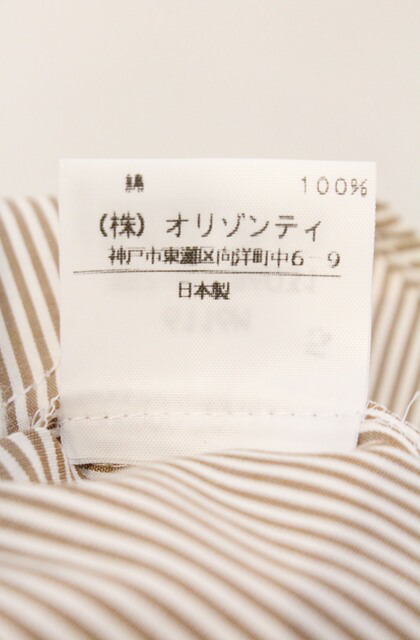 綿 100%
(株) オリゾンティ
神戸市東灘区向洋町中6-9
日本製